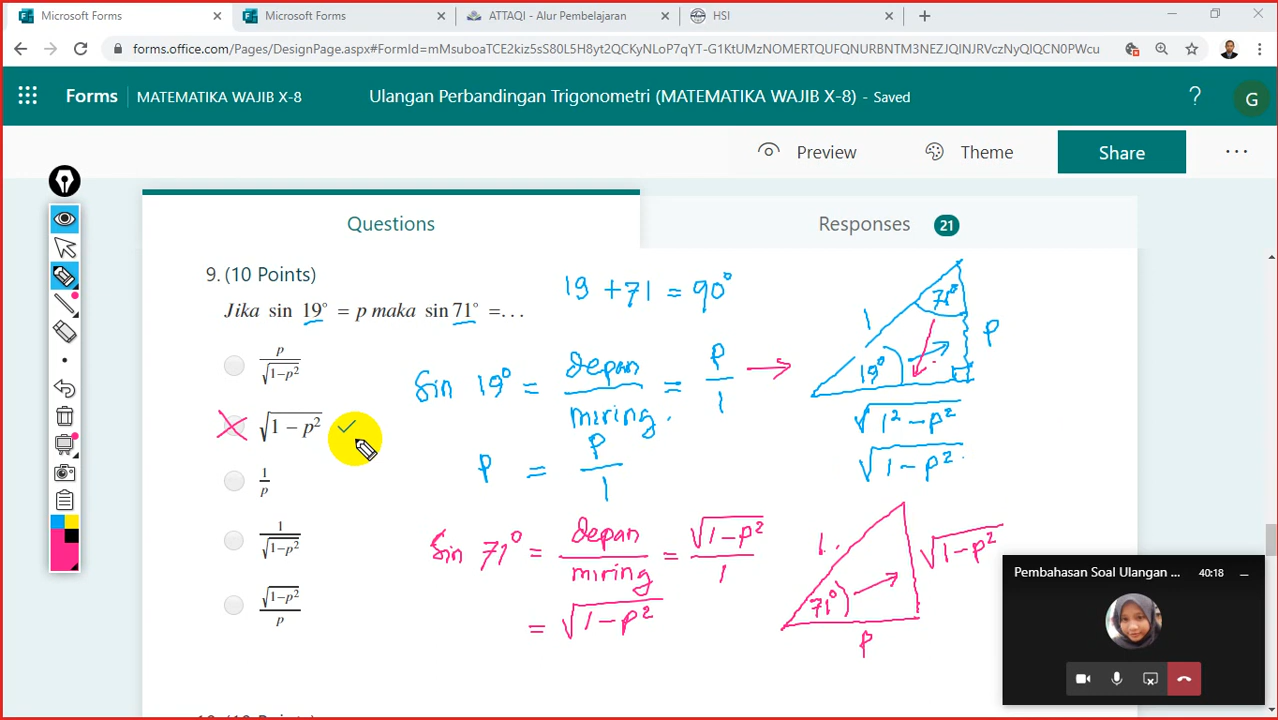 Microsoft Forms
Microsoft Forms
ATTAQI - Alur Pembelajaran
HSI
forms.office.com/Pages/DesignPage.aspx#FormId=mMsuboaTCE2kiz5sS80L5H8yt2QCKyNLoP7qYT-G1KtUMzNOMERTQUFQNURBNTM3NEZJQlNJRVczNyQlQCN0PWcu
Forms
MATEMATIKA WAJIB X-8
Ulangan Perbandingan Trigonometri (MATEMATIKA WAJIB X-8) - Saved
?
G
Preview
Theme
Share
Questions
Responses 21
9. (10 Points)
Jika sin 19° = p maka sin 71° =...
p/√(1−p²)
√(1 − p²)
1/p
1/√(1−p²)
√(1−p²)/p
19 + 71 = 90°
sin 19° = depan/miring = p/1
p = p/1
71°
1
p
19°
√(1² − p²)
√(1 − p²)
sin 71° = depan/miring = √(1−p²)/1
= √(1−p²)
1
√(1−p²)
71°
p
Pembahasan Soal Ulangan ... 40:18